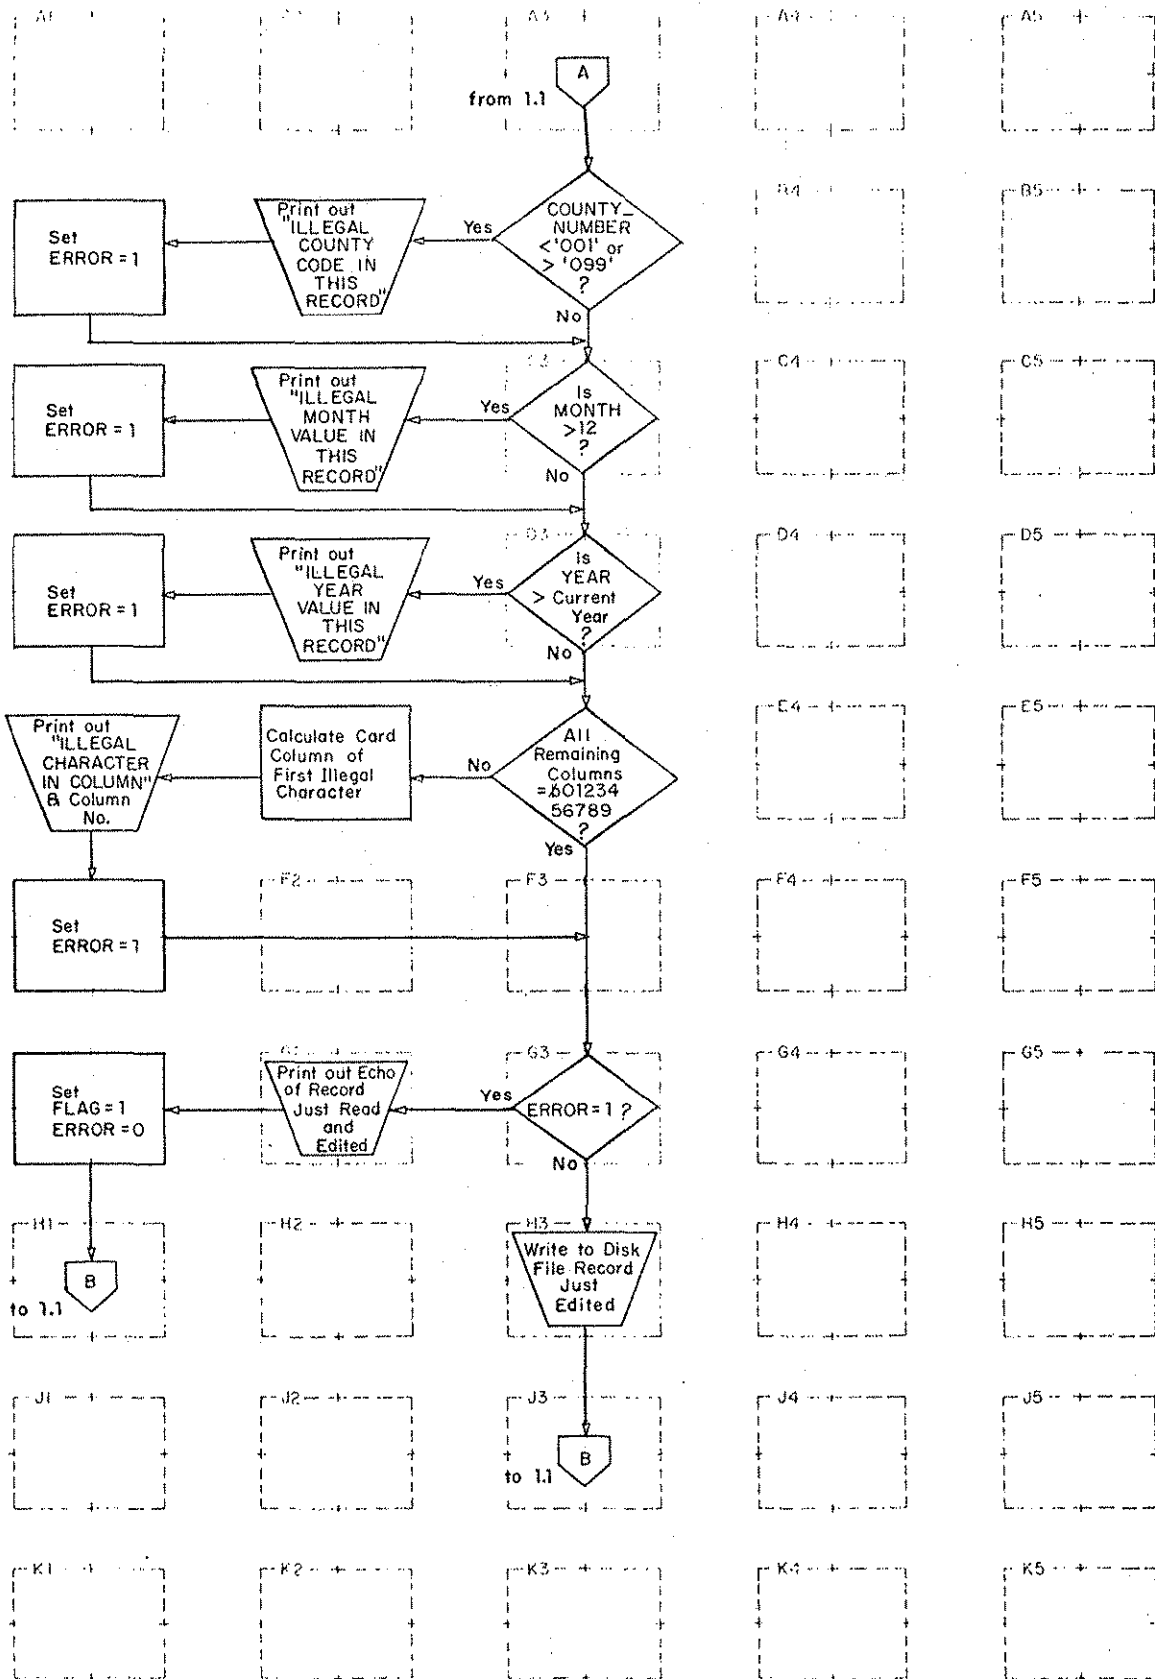 A3
A4
A5
A
from 1.1
B4
B5
Set
ERROR = 1
Print out
"ILLEGAL
COUNTY
CODE IN
THIS
RECORD"
Yes
COUNTY_
NUMBER
<'001' or
> '099'
?
No
C3
C4
C5
Set
ERROR = 1
Print out
"ILLEGAL
MONTH
VALUE IN
THIS
RECORD"
Yes
Is
MONTH
>12
?
No
D3
D4
D5
Set
ERROR = 1
Print out
"ILLEGAL
YEAR
VALUE IN
THIS
RECORD"
Yes
Is
YEAR
> Current
Year
?
No
E4
E5
Print out
"ILLEGAL
CHARACTER
IN COLUMN"
& Column
No.
Calculate Card
Column of
First Illegal
Character
No
All
Remaining
Columns
56789
?
Yes
F2
F3
F4
F5
Set
ERROR = 1
G3
G4
G5
Set
FLAG = 1
ERROR = 0
Print out Echo
of Record
Just Read
and
Edited
Yes
ERROR = 1 ?
No
H1
H2
H3
H4
H5
B
to 1.1
Write to Disk
File Record
Just
Edited
J1
J2
J3
J4
J5
B
to 1.1
K1
K2
K3
K4
K5